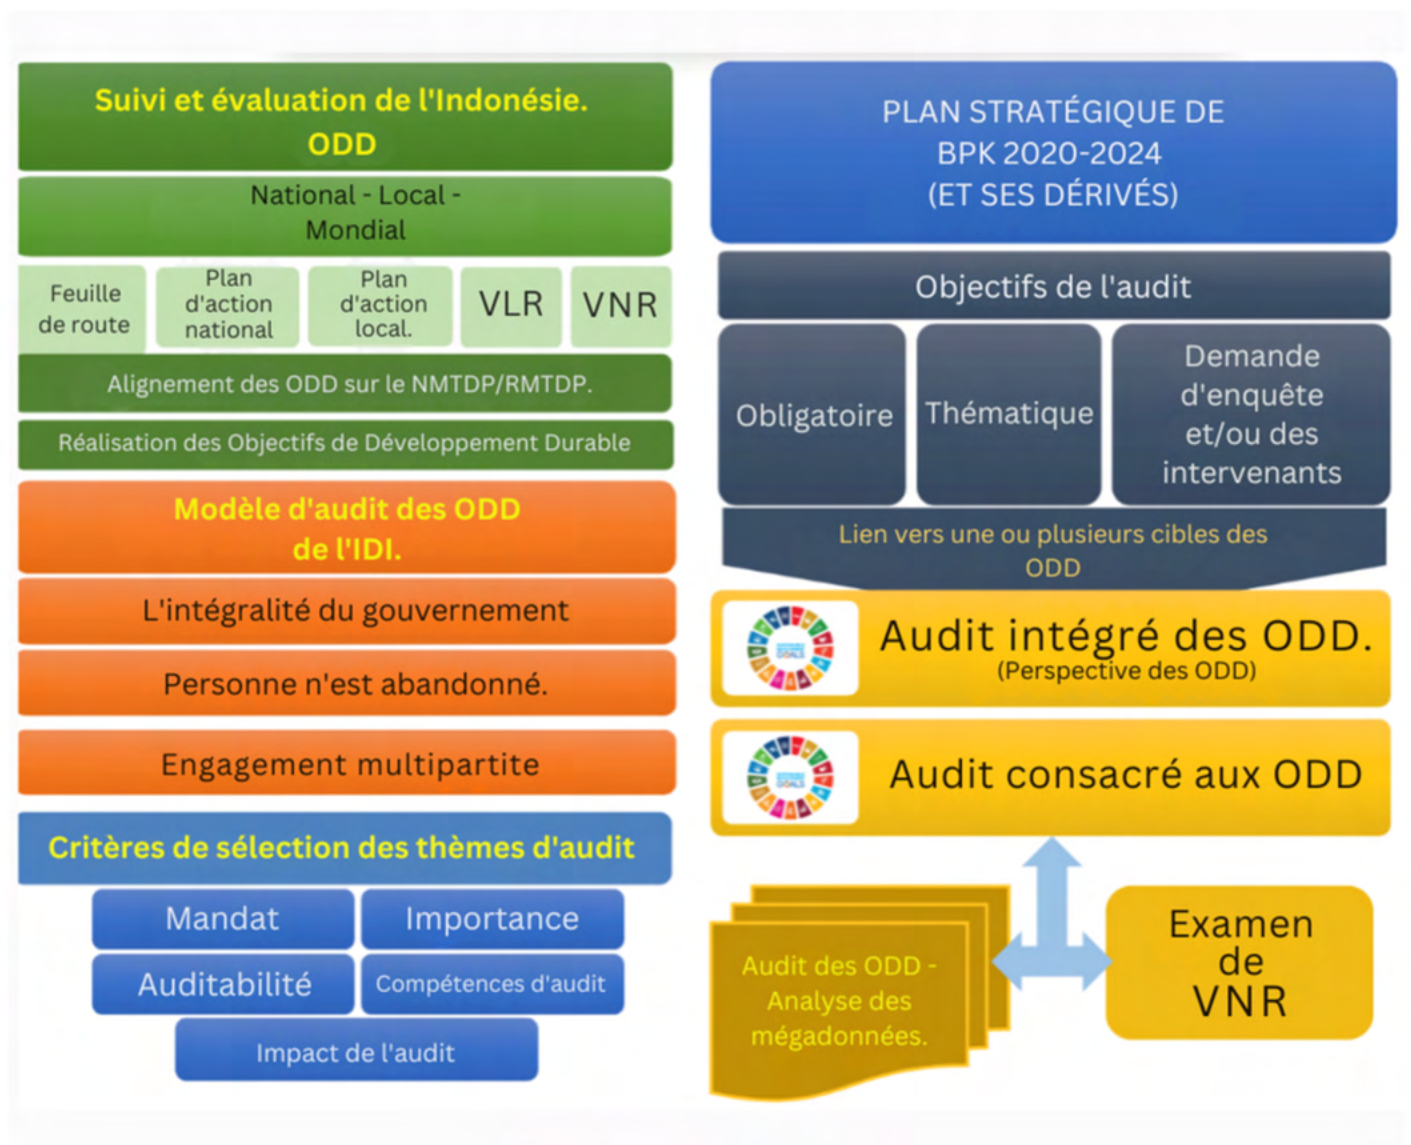 Suivi et évaluation de l'Indonésie.
ODD
National - Local -
Mondial
Feuille
de route
Plan
d'action
national
Plan
d'action
local.
VLR
VNR
Alignement des ODD sur le NMTDP/RMTDP.
Réalisation des Objectifs de Développement Durable
Modèle d'audit des ODD
de l'IDI.
L'intégralité du gouvernement
Personne n'est abandonné.
Engagement multipartite
Critères de sélection des thèmes d'audit
Mandat
Importance
Auditabilité
Compétences d'audit
Impact de l'audit
PLAN STRATÉGIQUE DE
BPK 2020-2024
(ET SES DÉRIVÉS)
Objectifs de l'audit
Obligatoire
Thématique
Demande
d'enquête
et/ou des
intervenants
Lien vers une ou plusieurs cibles des
ODD
Audit intégré des ODD.
(Perspective des ODD)
GOALS
Audit consacré aux ODD
GOALS
Audit des ODD -
Analyse des
mégadonnées.
Examen
de
VNR